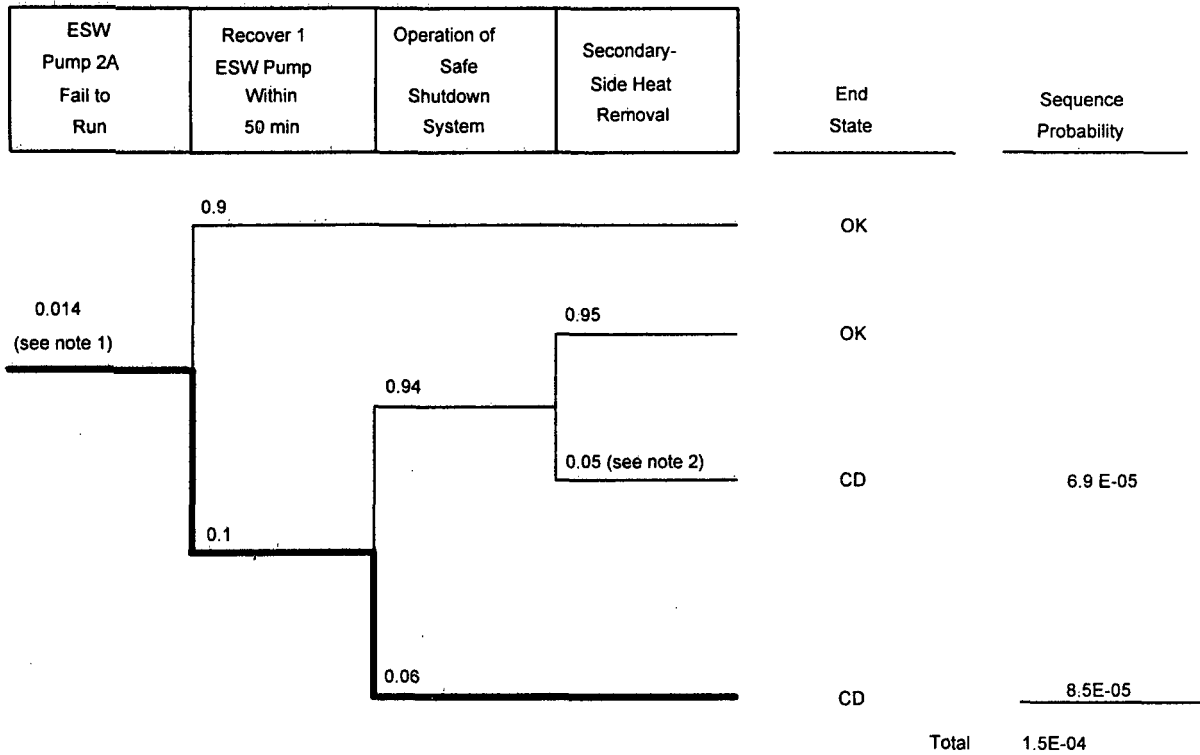 ESW
Pump 2A
Fail to
Run
Recover 1
ESW Pump
Within
50 min
Operation of
Safe
Shutdown
System
Secondary-
Side Heat
Removal
End
State
Sequence
Probability
0.9
OK
0.014
(see note 1)
0.95
OK
0.94
0.05 (see note 2)
CD
6.9 E-05
0.1
0.06
CD
8.5E-05
Total 1.5E-04